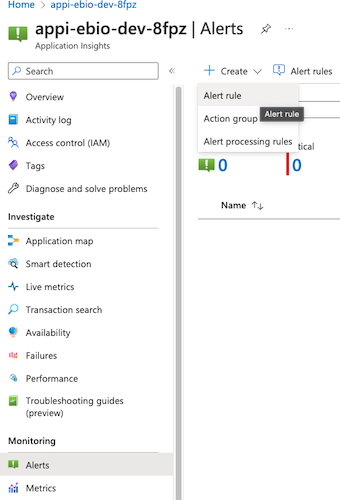 Home > appi-ebio-dev-8fpz
appi-ebio-dev-8fpz | Alerts
Application Insights
Search
Overview
Activity log
Access control (IAM)
Tags
Diagnose and solve problems
Investigate
Application map
Smart detection
Live metrics
Transaction search
Availability
Failures
Performance
Troubleshooting guides
(preview)
Monitoring
Alerts
Metrics
Create
Alert rules
Alert rule
Action group
Alert rule
Alert processing rules
tical
0
0
Name